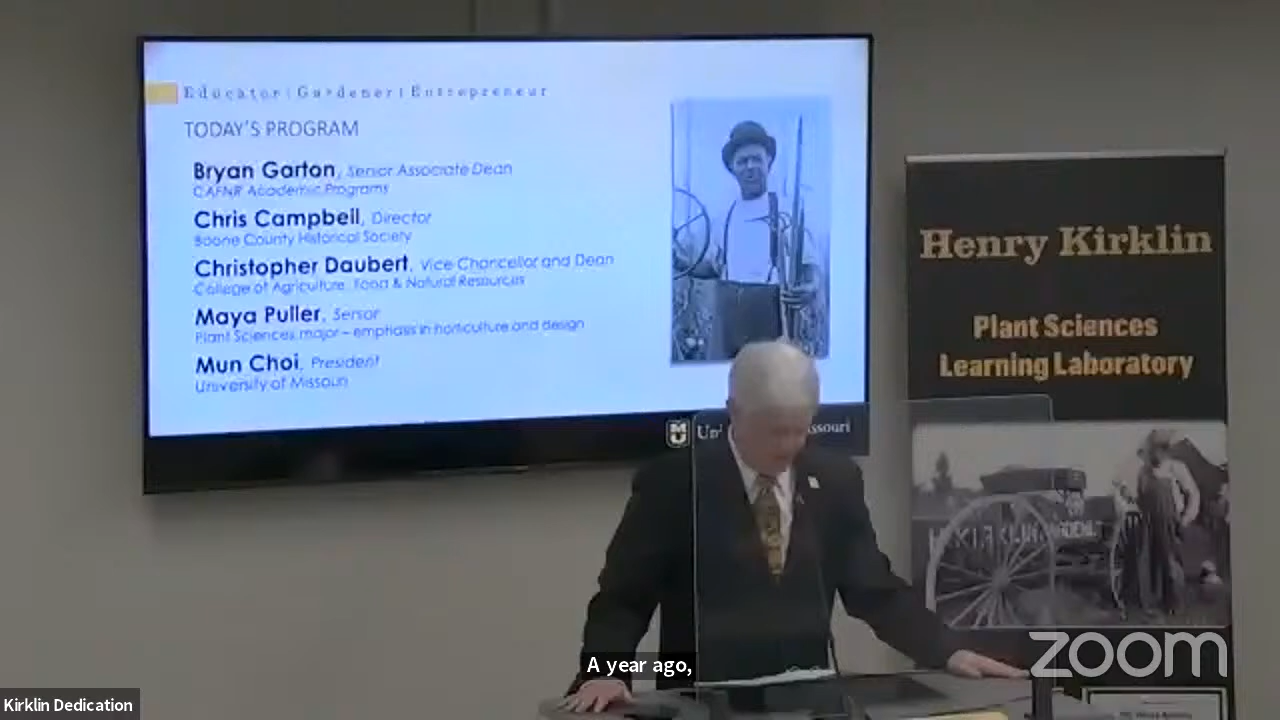 Educator | Gardener | Entrepreneur
TODAY'S PROGRAM
Bryan Garton, Senior Associate Dean
CAFNR Academic Programs
Chris Campbell, Director
Boone County Historical Society
Christopher Daubert, Vice Chancellor and Dean
College of Agriculture, Food & Natural Resources
Maya Puller, Senior
Plant Sciences major – emphasis in horticulture and design
Mun Choi, President
University of Missouri
MU
Henry Kirklin
Plant Sciences
Learning Laboratory
A year ago,
zoom
Kirklin Dedication